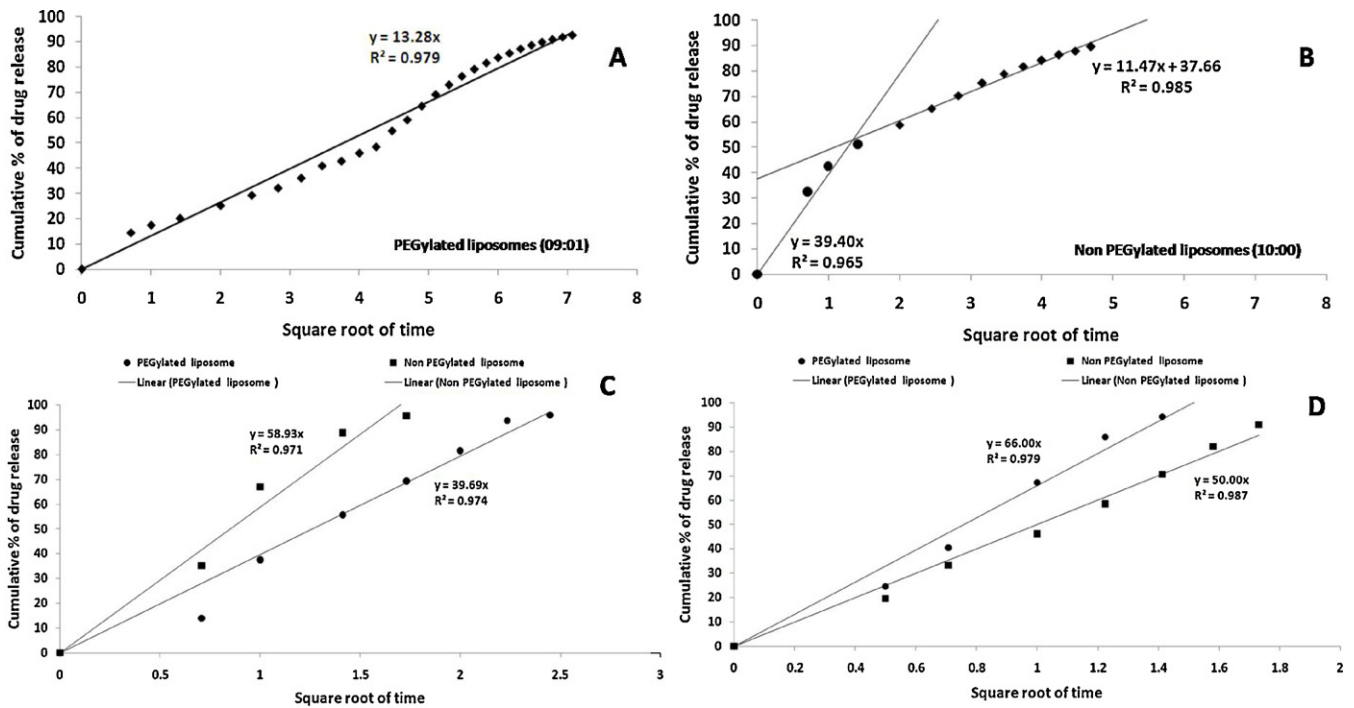 A
y = 13.28x
R² = 0.979
Cumulative % of drug release
100
90
80
70
60
50
40
30
20
10
0
PEGylated liposomes (09:01)
0 1 2 3 4 5 6 7 8
Square root of time
B
y = 11.47x + 37.66
R² = 0.985
y = 39.40x
R² = 0.965
Cumulative % of drug release
100
90
80
70
60
50
40
30
20
10
0
Non PEGylated liposomes (10:00)
0 1 2 3 4 5 6 7 8
Square root of time
PEGylated liposome Non PEGylated liposome
Linear (PEGylated liposome ) Linear (Non PEGylated liposome )
C
y = 58.93x
R² = 0.971
y = 39.69x
R² = 0.974
Cumulative % of drug release
100
90
80
70
60
50
40
30
20
10
0
0 0.5 1 1.5 2 2.5 3
Square root of time
PEGylated liposome Non PEGylated liposome
Linear (PEGylated liposome ) Linear (Non PEGylated liposome )
D
y = 66.00x
R² = 0.979
y = 50.00x
R² = 0.987
Cumulative % of drug release
100
90
80
70
60
50
40
30
20
10
0
0 0.2 0.4 0.6 0.8 1 1.2 1.4 1.6 1.8 2
Square root of time